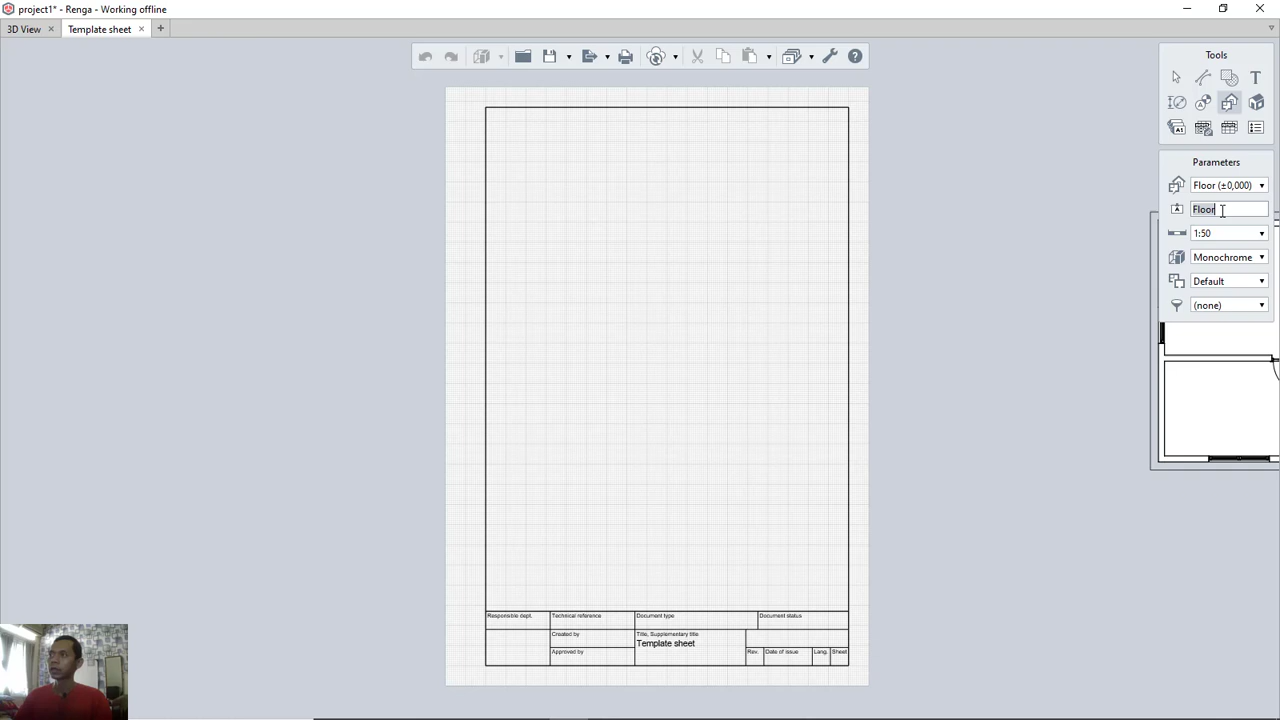 project1* - Renga - Working offline
3D View
Template sheet
Tools
Parameters
Floor (±0,000)
Floor
1:50
Monochrome
Default
(none)
Responsible dept.
Technical reference
Document type
Document status
Created by
Title, Supplementary title
Template sheet
Approved by
Rev.
Date of issue
Lang.
Sheet